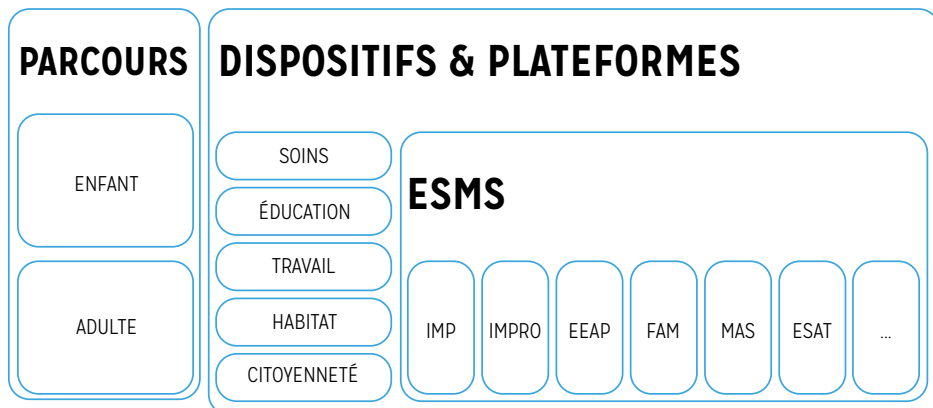 PARCOURS
ENFANT
ADULTE
DISPOSITIFS & PLATEFORMES
SOINS
ÉDUCATION
TRAVAIL
HABITAT
CITOYENNETÉ
ESMS
IMP IMPRO EEAP FAM MAS ESAT ...